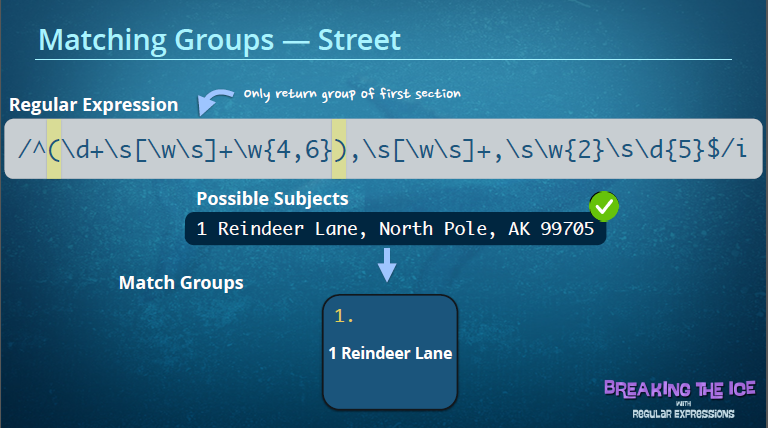 Matching Groups — Street
Only return group of first section
Regular Expression
/^(\d+\s[\w\s]+\w{4,6}),\s[\w\s]+,\s\w{2}\s\d{5}$/i
Possible Subjects
1 Reindeer Lane, North Pole, AK 99705
Match Groups
1.
1 Reindeer Lane
BREAKING THE ICE
WITH
REGULAR EXPRESSIONS